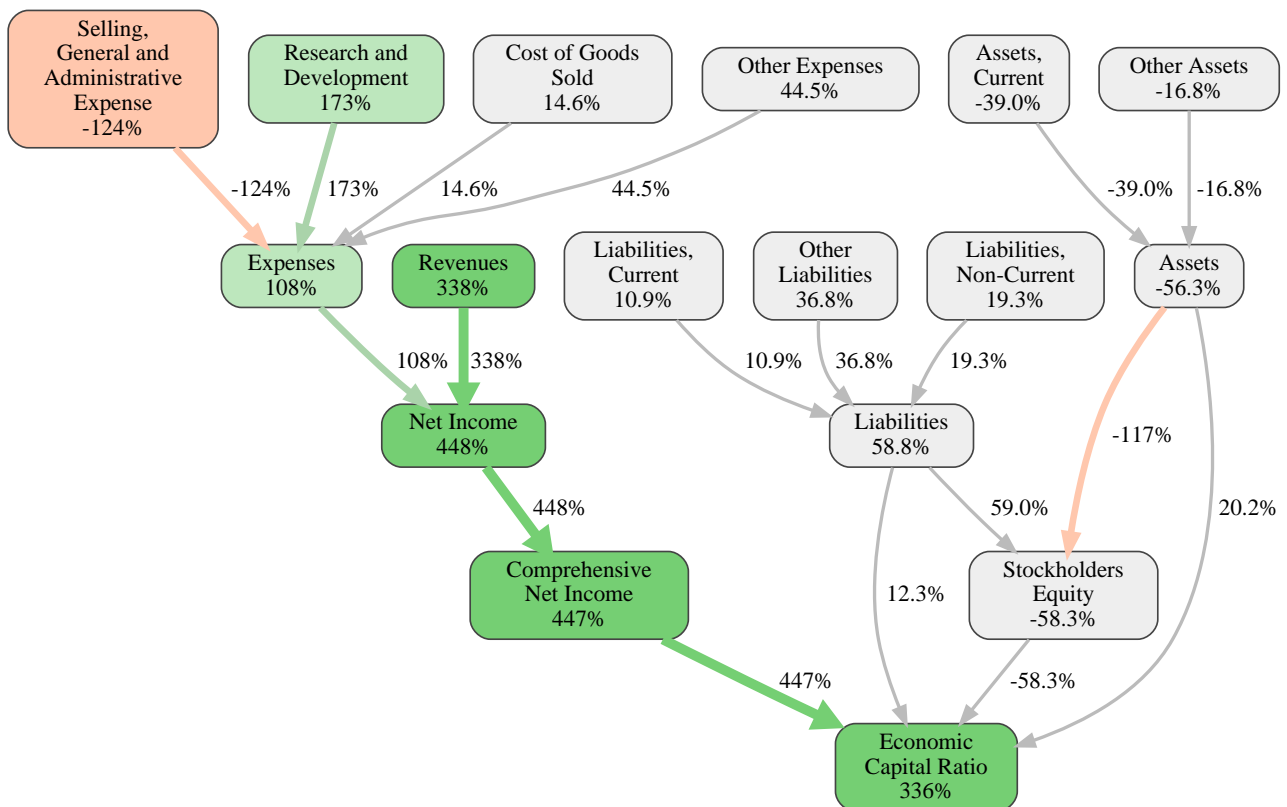 Selling,
General and
Administrative
Expense
-124%
Research and
Development
173%
Cost of Goods
Sold
14.6%
Other Expenses
44.5%
Assets,
Current
-39.0%
Other Assets
-16.8%
-124%
173%
14.6%
44.5%
-39.0%
-16.8%
Expenses
108%
Revenues
338%
Liabilities,
Current
10.9%
Other
Liabilities
36.8%
Liabilities,
Non-Current
19.3%
Assets
-56.3%
108%
338%
10.9%
36.8%
19.3%
Net Income
448%
Liabilities
58.8%
-117%
448%
59.0%
20.2%
Comprehensive
Net Income
447%
12.3%
Stockholders
Equity
-58.3%
447%
-58.3%
Economic
Capital Ratio
336%